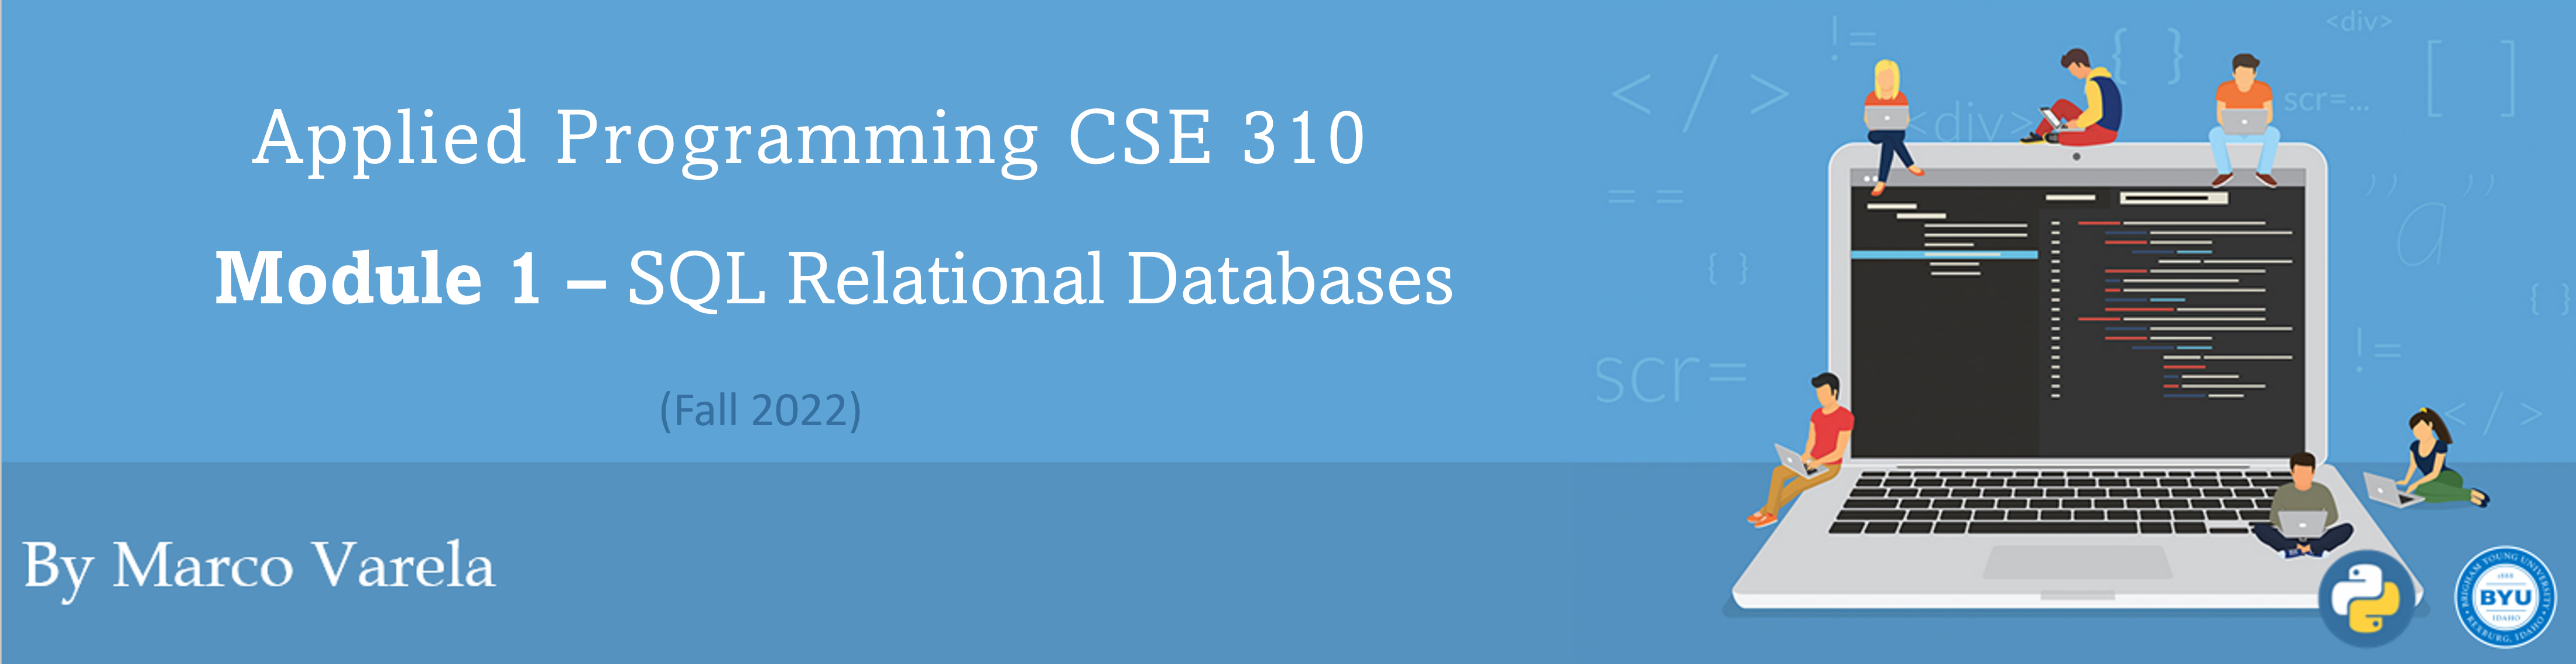 Applied Programming CSE 310
Module 1 – SQL Relational Databases
(Fall 2022)
By Marco Varela
</ >
!=
{ }
<div>
[ ]
scr=...
<div>
==
,, ,,
a
{ }
{ }
scr=
!=
</>
BRIGHAM YOUNG UNIVERSITY
1888
BYU
IDAHO
REXBURG, IDAHO